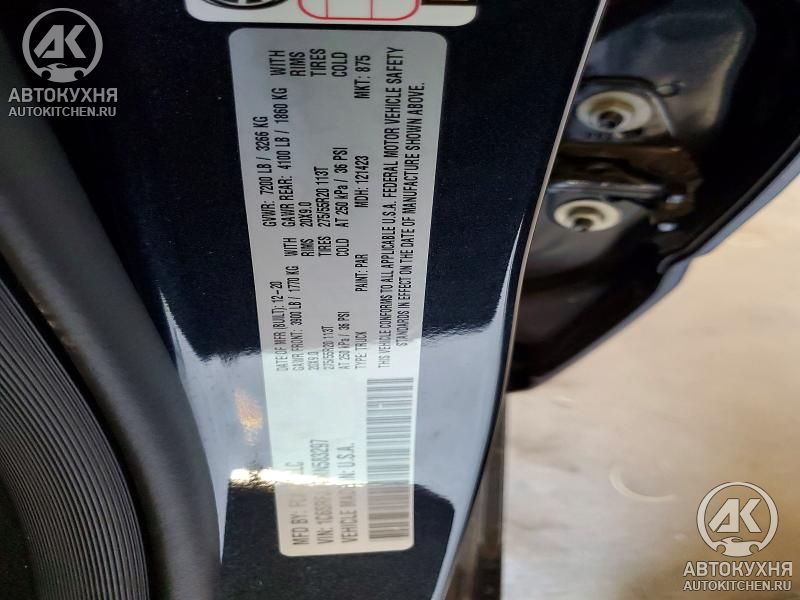 АВТОКУХНЯ
AUTOKITCHEN.RU
MFD BY:
DATE OF MFR (BUILT): 12-20
GVWR: 7200 LB / 3266 KG
GAWR FRONT: 3900 LB / 1770 KG WITH
GAWR REAR: 4100 LB / 1860 KG WITH
20X9.0 RIMS
20X9.0 RIMS
275/55R20 113T TIRES
275/55R20 113T TIRES
AT 250 kPa / 36 PSI COLD
AT 250 kPa / 36 PSI COLD
VIN:
TYPE: TRUCK
PAINT: PAR
MDH: 121423
MKT: 875
VEHICLE MADE IN: U.S.A.
THIS VEHICLE CONFORMS TO ALL APPLICABLE U.S.A. FEDERAL MOTOR VEHICLE SAFETY
STANDARDS IN EFFECT ON THE DATE OF MANUFACTURE SHOWN ABOVE.
АВТОКУХНЯ
AUTOKITCHEN.RU